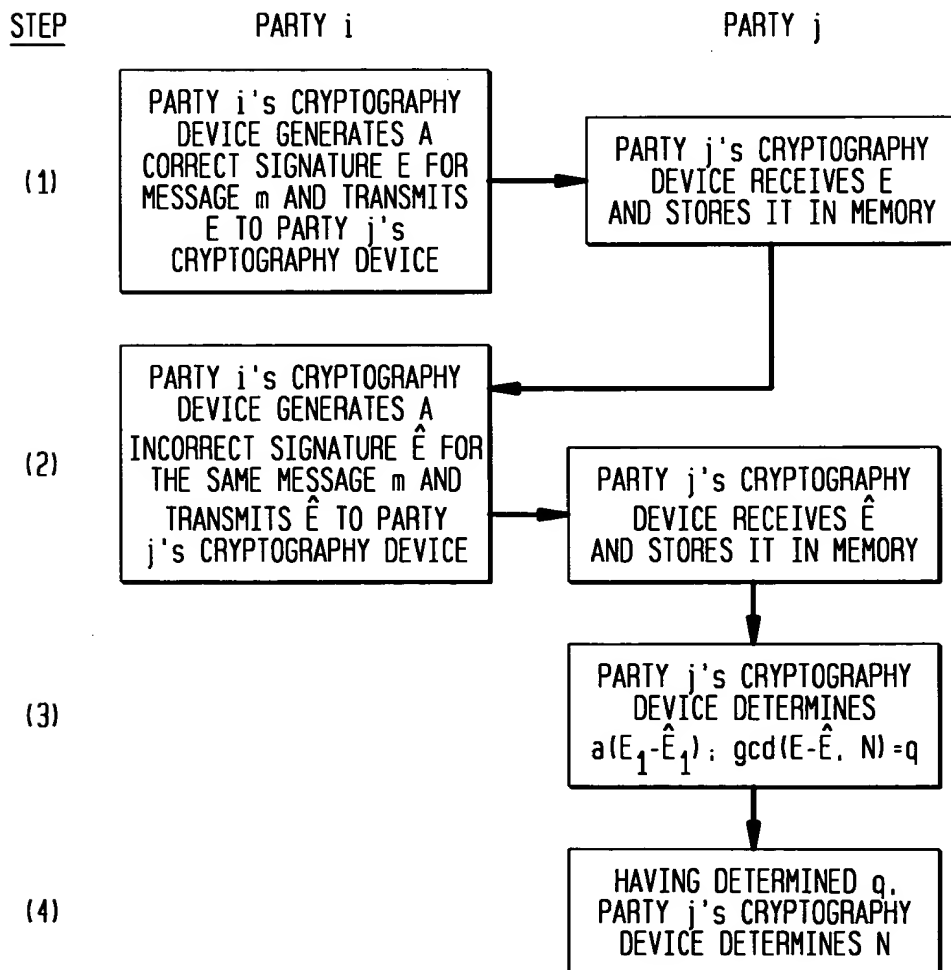 STEP
PARTY i
PARTY j
(1)
PARTY i's CRYPTOGRAPHY
DEVICE GENERATES A
CORRECT SIGNATURE E FOR
MESSAGE m AND TRANSMITS
E TO PARTY j's
CRYPTOGRAPHY DEVICE
PARTY j's CRYPTOGRAPHY
DEVICE RECEIVES E
AND STORES IT IN MEMORY
(2)
PARTY i's CRYPTOGRAPHY
DEVICE GENERATES A
INCORRECT SIGNATURE Ê FOR
THE SAME MESSAGE m AND
TRANSMITS Ê TO PARTY
j's CRYPTOGRAPHY DEVICE
PARTY j's CRYPTOGRAPHY
DEVICE RECEIVES Ê
AND STORES IT IN MEMORY
(3)
PARTY j's CRYPTOGRAPHY
DEVICE DETERMINES
a(E₁-Ê₁); gcd(E-Ê, N)=q
(4)
HAVING DETERMINED q,
PARTY j's CRYPTOGRAPHY
DEVICE DETERMINES N